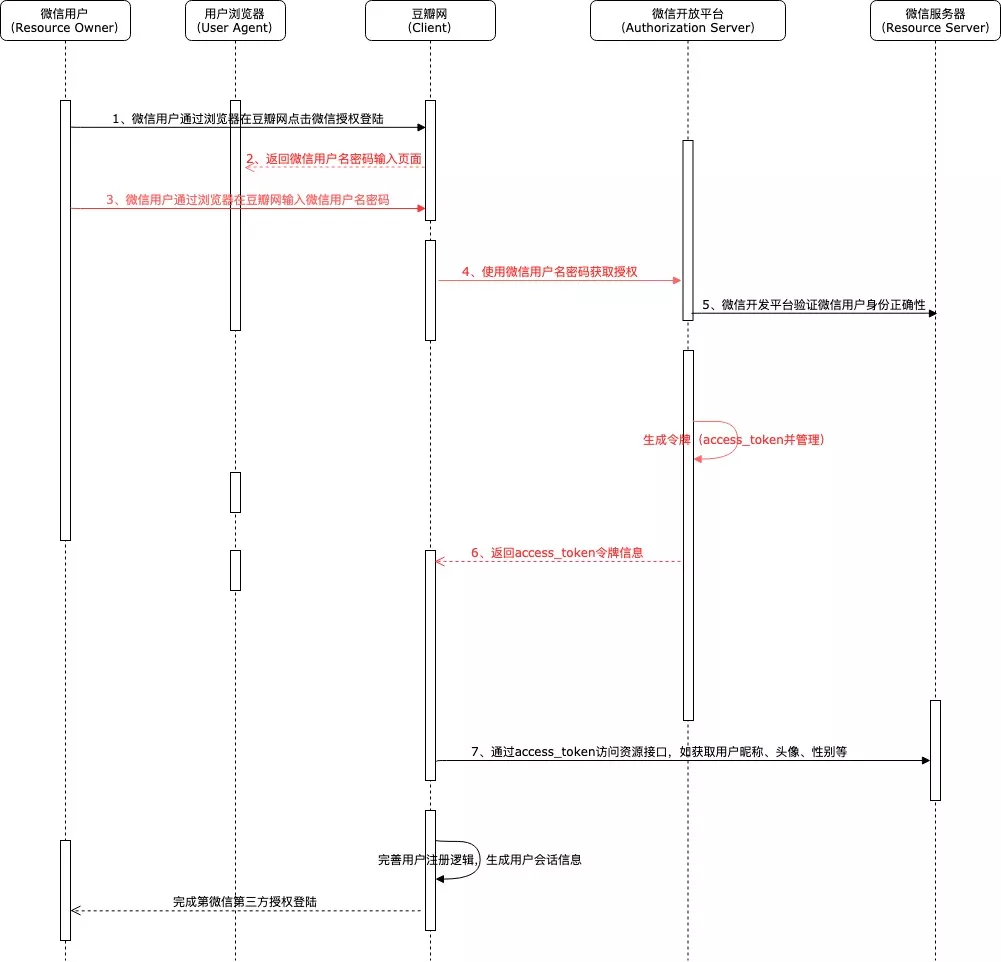 微信用户
(Resource Owner)
用户浏览器
(User Agent)
豆瓣网
(Client)
微信开放平台
(Authorization Server)
微信服务器
(Resource Server)
1、微信用户通过浏览器在豆瓣网点击微信授权登陆
2、返回微信用户名密码输入页面
3、微信用户通过浏览器在豆瓣网输入微信用户名密码
4、使用微信用户名密码获取授权
5、微信开发平台验证微信用户身份正确性
生成令牌（access_token并管理）
6、返回access_token令牌信息
7、通过access_token访问资源接口，如获取用户昵称、头像、性别等
完善用户注册逻辑，生成用户会话信息
完成第微信第三方授权登陆